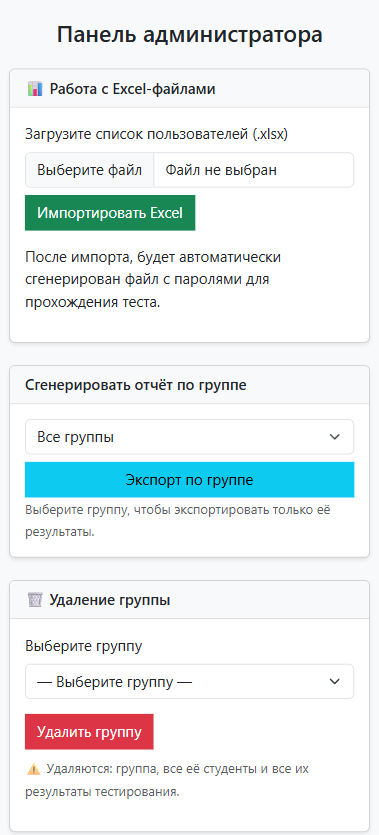 Панель администратора
📊 Работа с Excel-файлами
Загрузите список пользователей (.xlsx)
Выберите файл Файл не выбран
Импортировать Excel
После импорта, будет автоматически
сгенерирован файл с паролями для
прохождения теста.
Сгенерировать отчёт по группе
Все группы
Экспорт по группе
Выберите группу, чтобы экспортировать только её
результаты.
🗑️ Удаление группы
Выберите группу
— Выберите группу —
Удалить группу
⚠️ Удаляются: группа, все её студенты и все их
результаты тестирования.